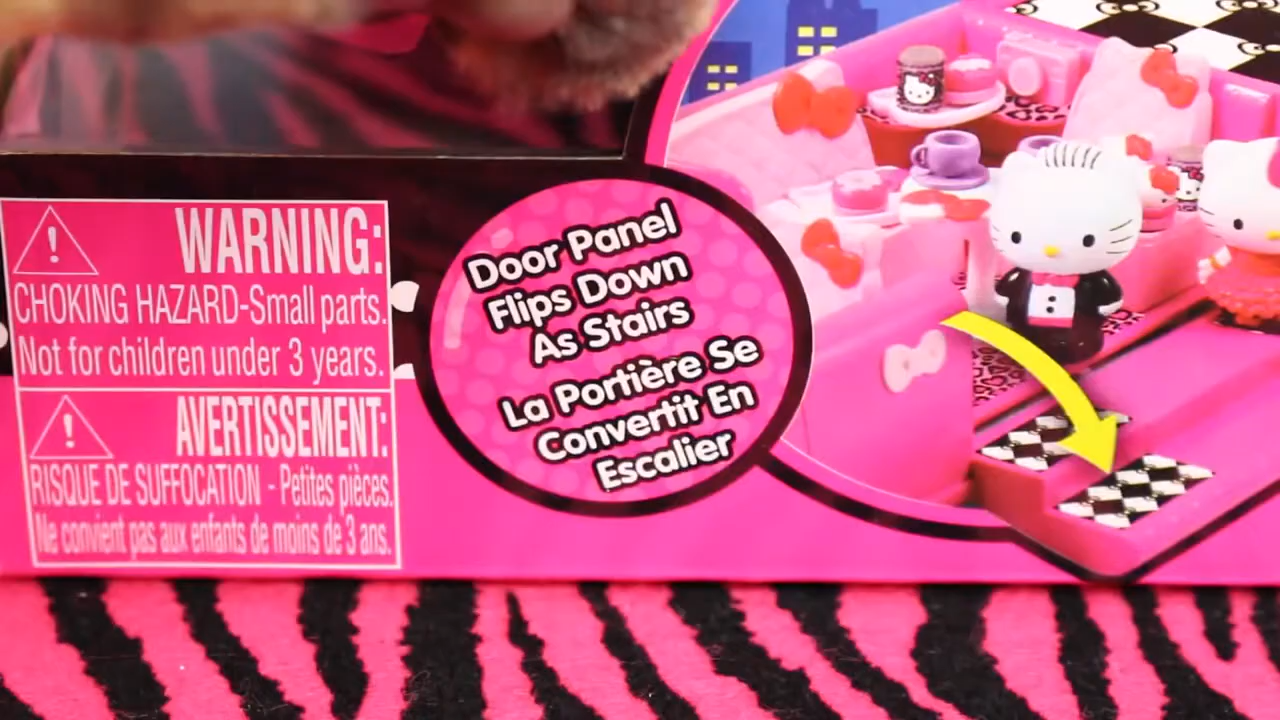 WARNING:
CHOKING HAZARD-Small parts.
Not for children under 3 years.
AVERTISSEMENT:
RISQUE DE SUFFOCATION - Petites pièces.
Ne convient pas aux enfants de moins de 3 ans.
Door Panel
Flips Down
As Stairs
La Portière Se
Convertit En
Escalier